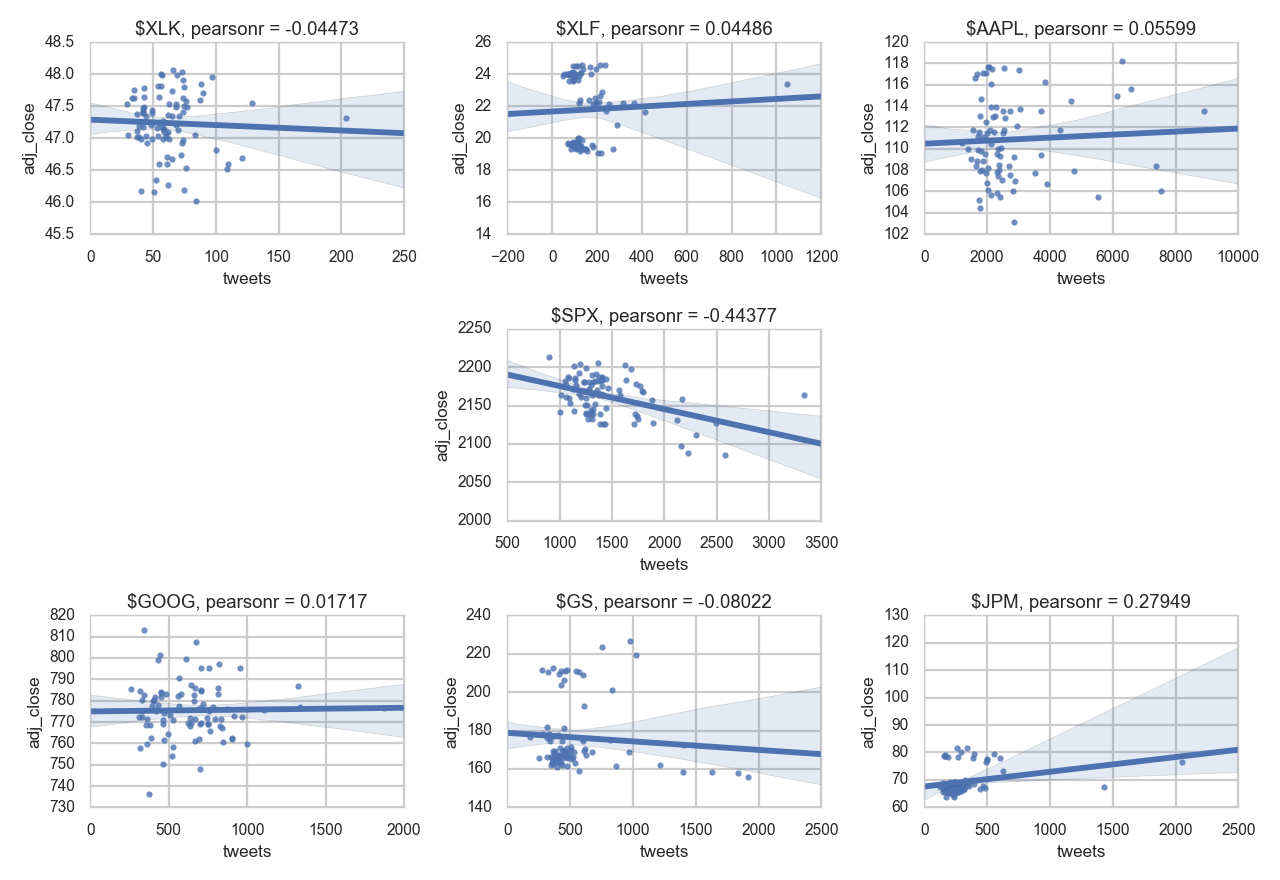 $XLK, pearsonr = -0.04473
adj_close
48.5
48.0
47.5
47.0
46.5
46.0
45.5
0 50 100 150 200 250
tweets
$XLF, pearsonr = 0.04486
adj_close
26
24
22
20
18
16
14
−200 0 200 400 600 800 1000 1200
tweets
$AAPL, pearsonr = 0.05599
adj_close
120
118
116
114
112
110
108
106
104
102
0 2000 4000 6000 8000 10000
tweets
$SPX, pearsonr = -0.44377
adj_close
2250
2200
2150
2100
2050
2000
500 1000 1500 2000 2500 3000 3500
tweets
$GOOG, pearsonr = 0.01717
adj_close
820
810
800
790
780
770
760
750
740
730
0 500 1000 1500 2000
tweets
$GS, pearsonr = -0.08022
adj_close
240
220
200
180
160
140
0 500 1000 1500 2000 2500
tweets
$JPM, pearsonr = 0.27949
adj_close
130
120
110
100
90
80
70
60
0 500 1000 1500 2000 2500
tweets